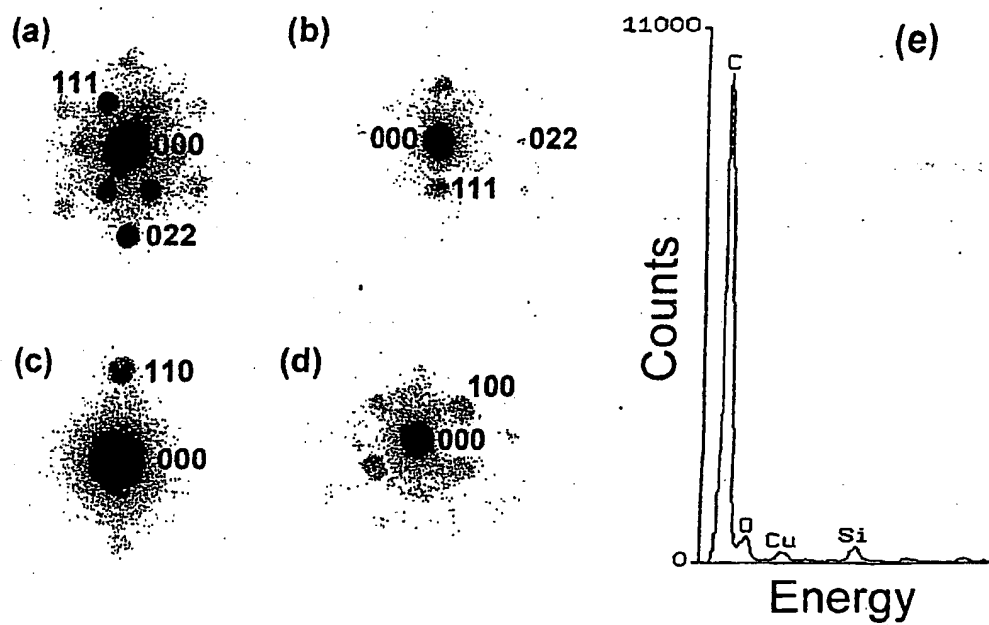 (a)
111
000
022
(b)
000
022
111
(c)
110
000
(d)
100
000
(e)
11000
C
O
Cu
Si
0
Counts
Energy